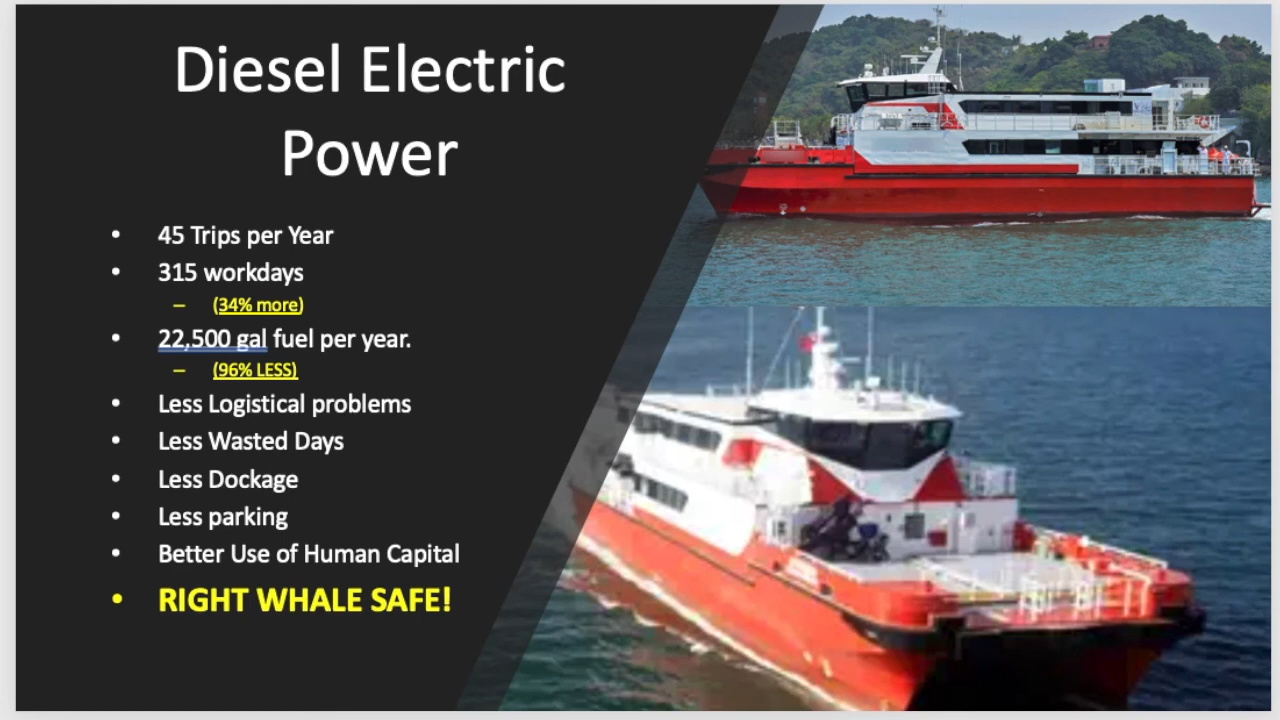 Diesel Electric
Power
• 45 Trips per Year
• 315 workdays
– (34% more)
• 22,500 gal fuel per year.
– (96% LESS)
• Less Logistical problems
• Less Wasted Days
• Less Dockage
• Less parking
• Better Use of Human Capital
• RIGHT WHALE SAFE!